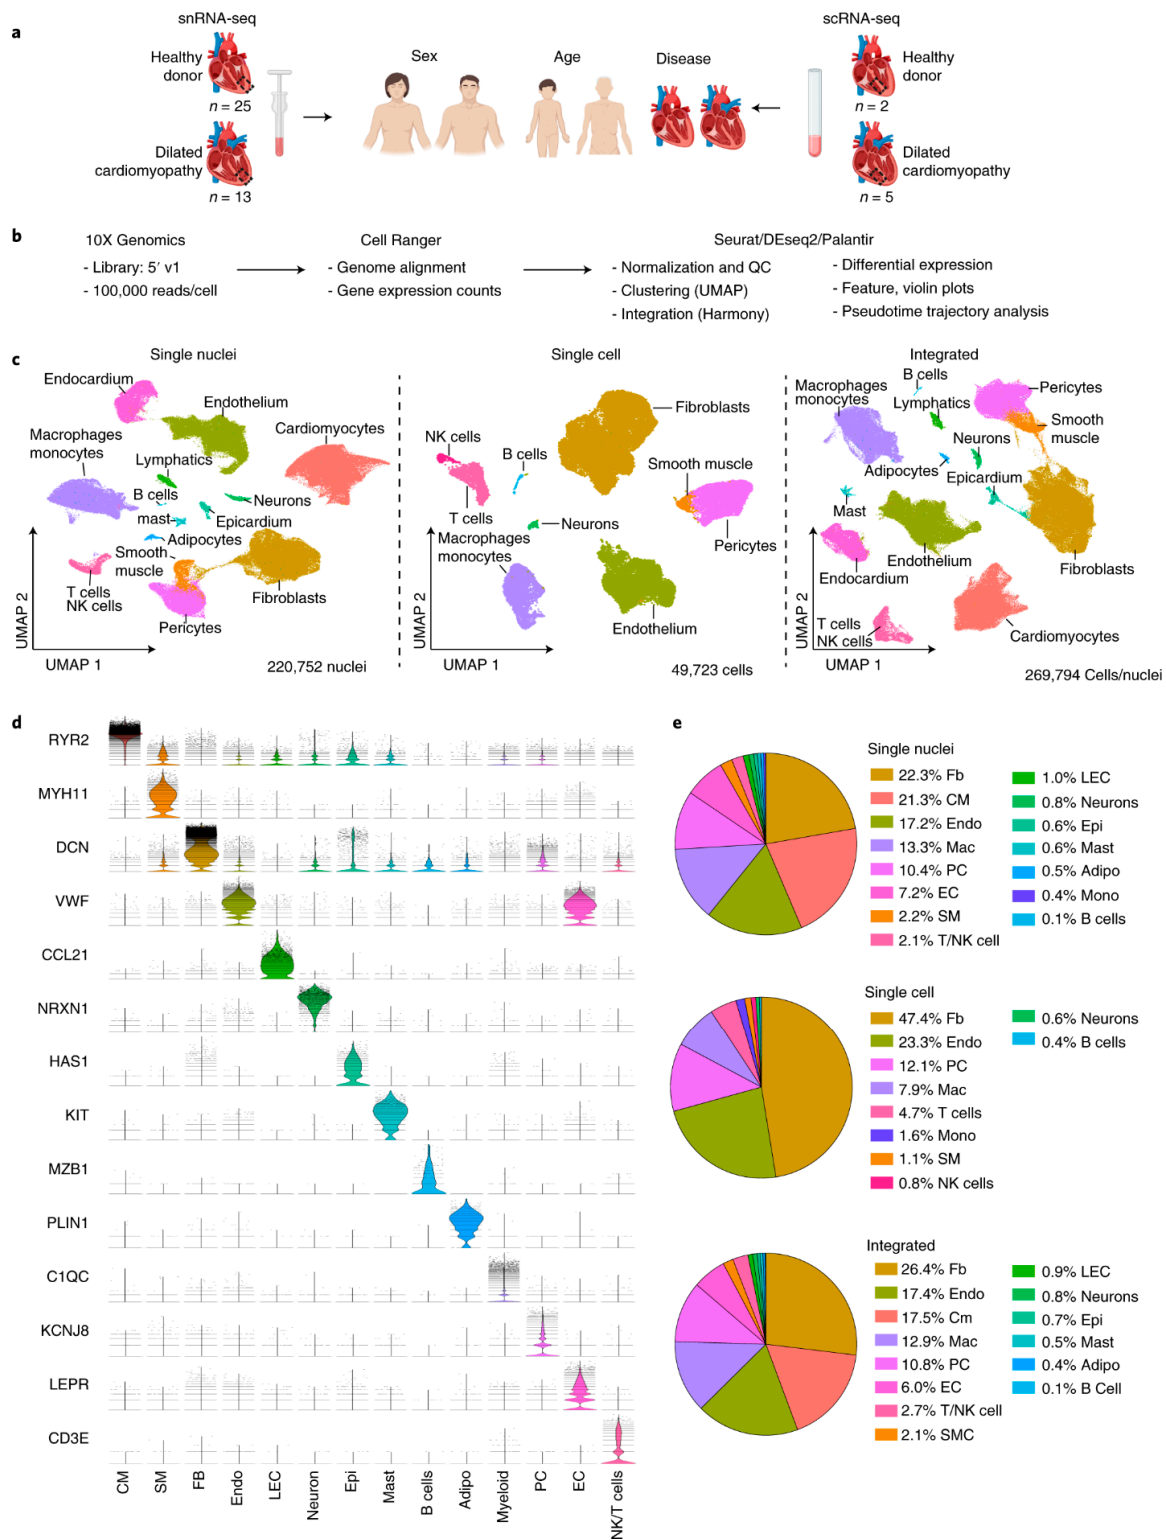 a
snRNA-seq
Healthy
donor
n = 25
Dilated
cardiomyopathy
n = 13
Sex
Age
Disease
scRNA-seq
Healthy
donor
n = 2
Dilated
cardiomyopathy
n = 5
b
10X Genomics
- Library: 5′ v1
- 100,000 reads/cell
Cell Ranger
- Genome alignment
- Gene expression counts
Seurat/DEseq2/Palantir
- Normalization and QC
- Clustering (UMAP)
- Integration (Harmony)
- Differential expression
- Feature, violin plots
- Pseudotime trajectory analysis
c
Single nuclei
Endocardium
Endothelium
Cardiomyocytes
Macrophages
monocytes
Lymphatics
B cells
mast
Neurons
Epicardium
Adipocytes
Smooth
muscle
T cells
NK cells
Fibroblasts
Pericytes
UMAP 2
UMAP 1
220,752 nuclei
Single cell
Fibroblasts
NK cells
B cells
Smooth muscle
T cells
Neurons
Macrophages
monocytes
Pericytes
Endothelium
UMAP 2
UMAP 1
49,723 cells
Integrated
B cells
Macrophages
monocytes
Lymphatics
Pericytes
Smooth
muscle
Neurons
Adipocytes
Epicardium
Mast
Endothelium
Endocardium
Fibroblasts
T cells
NK cells
Cardiomyocytes
UMAP 2
UMAP 1
269,794 Cells/nuclei
d
RYR2
MYH11
DCN
VWF
CCL21
NRXN1
HAS1
KIT
MZB1
PLIN1
C1QC
KCNJ8
LEPR
CD3E
CM
SM
FB
Endo
LEC
Neuron
Epi
Mast
B cells
Adipo
Myeloid
PC
EC
NK/T cells
e
Single nuclei
22.3% Fb
21.3% CM
17.2% Endo
13.3% Mac
10.4% PC
7.2% EC
2.2% SM
2.1% T/NK cell
1.0% LEC
0.8% Neurons
0.6% Epi
0.6% Mast
0.5% Adipo
0.4% Mono
0.1% B cells
Single cell
47.4% Fb
23.3% Endo
12.1% PC
7.9% Mac
4.7% T cells
1.6% Mono
1.1% SM
0.8% NK cells
0.6% Neurons
0.4% B cells
Integrated
26.4% Fb
17.4% Endo
17.5% Cm
12.9% Mac
10.8% PC
6.0% EC
2.7% T/NK cell
2.1% SMC
0.9% LEC
0.8% Neurons
0.7% Epi
0.5% Mast
0.4% Adipo
0.1% B Cell